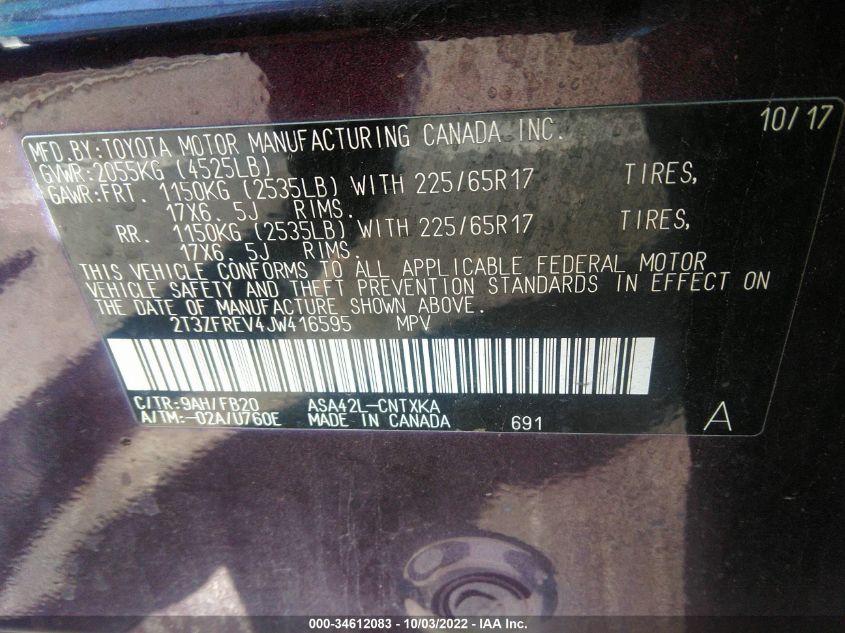 10/17
MFD.BY:TOYOTA MOTOR MANUFACTURING CANADA INC.
GVWR:2055KG (4525LB)
GAWR:FRT. 1150KG (2535LB) WITH 225/65R17 TIRES,
17X6. 5J RIMS.
RR. 1150KG (2535LB) WITH 225/65R17 TIRES,
17X6. 5J RIMS.
THIS VEHICLE CONFORMS TO ALL APPLICABLE FEDERAL MOTOR
VEHICLE SAFETY AND THEFT PREVENTION STANDARDS IN EFFECT ON
THE DATE OF MANUFACTURE SHOWN ABOVE.
2T3ZFREV4JW416595 MPV
C/TR:9AH/FB20 ASA42L-CNTXKA
A/TM:-02A/U760E MADE IN CANADA 691 A
000-34612083 - 10/03/2022 - IAA Inc.